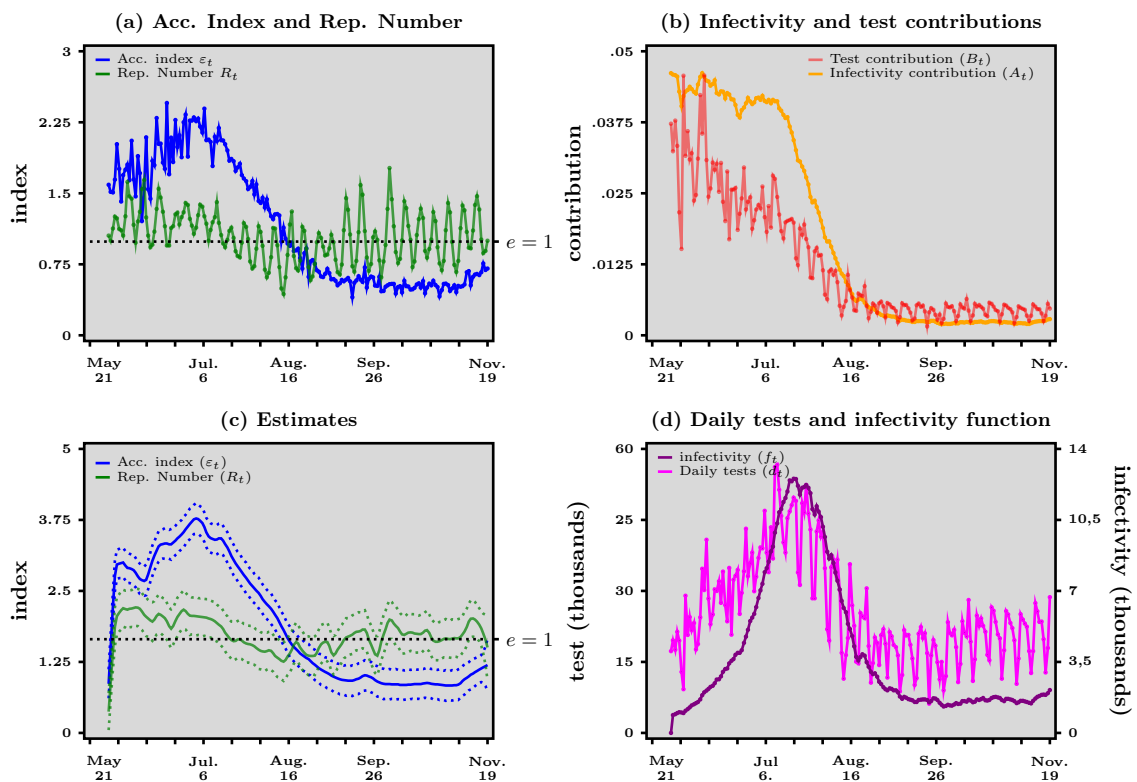 (a) Acc. Index and Rep. Number
3
2.25
1.5
0.75
0
index
Acc. index εt
Rep. Number Rt
e = 1
May 21
Jul. 6
Aug. 16
Sep. 26
Nov. 19
(b) Infectivity and test contributions
.05
.0375
.025
.0125
0
contribution
Test contribution (Bt)
Infectivity contribution (At)
May 21
Jul. 6
Aug. 16
Sep. 26
Nov. 19
(c) Estimates
5
3.75
2.5
1.25
0
index
Acc. index (εt)
Rep. Number (Rt)
e = 1
May 21
Jul. 6
Aug. 16
Sep. 26
Nov. 19
(d) Daily tests and infectivity function
60
25
30
15
0
test (thousands)
infectivity (ft)
Daily tests (dt)
14
10,5
7
3,5
0
infectivity (thousands)
May 21
Jul 6.
Aug. 16
Sep. 26
Nov. 19